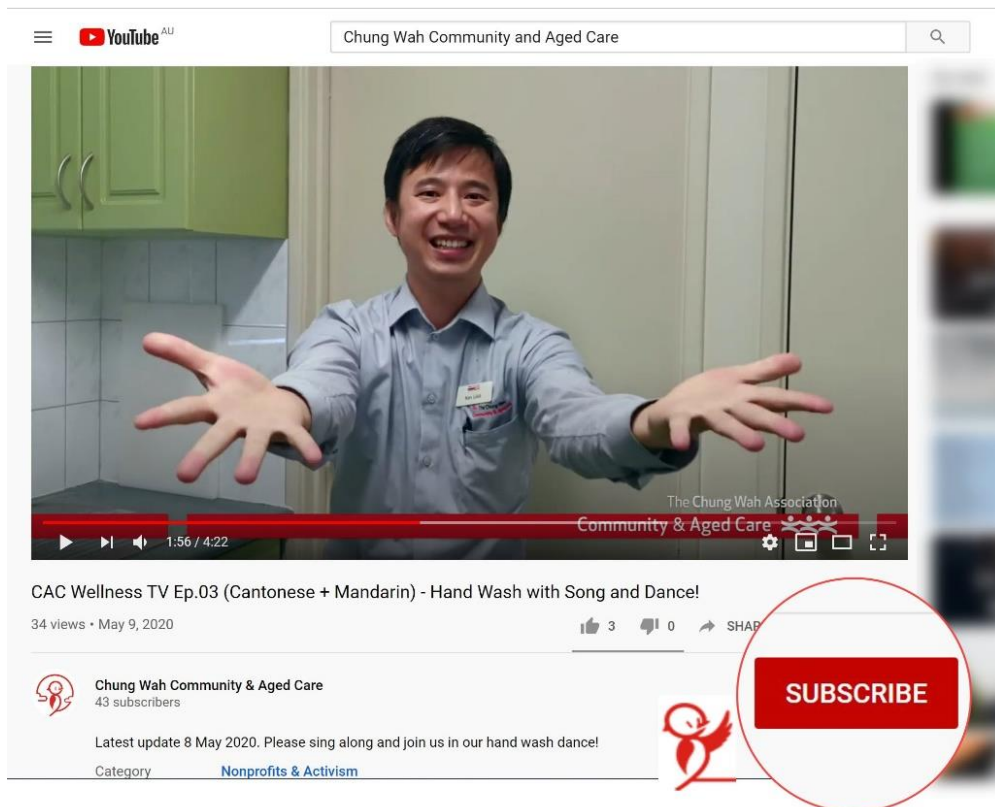 YouTube AU
Chung Wah Community and Aged Care
The Chung Wah Association
Community & Aged Care
1:56 / 4:22
CAC Wellness TV Ep.03 (Cantonese + Mandarin) - Hand Wash with Song and Dance!
34 views • May 9, 2020
3 0 SHAR
SUBSCRIBE
Chung Wah Community & Aged Care
43 subscribers
Latest update 8 May 2020. Please sing along and join us in our hand wash dance!
Category Nonprofits & Activism